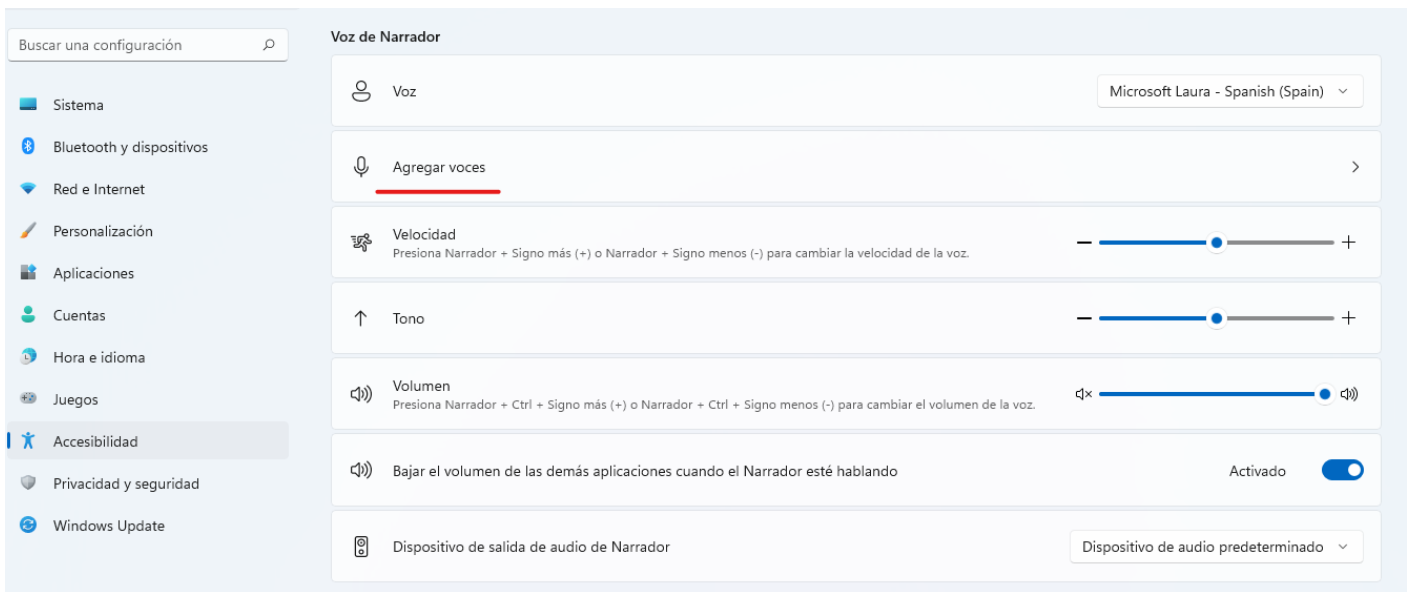 Buscar una configuración
Sistema
Bluetooth y dispositivos
Red e Internet
Personalización
Aplicaciones
Cuentas
Hora e idioma
Juegos
Accesibilidad
Privacidad y seguridad
Windows Update
Voz de Narrador
Voz
Microsoft Laura - Spanish (Spain)
Agregar voces
Velocidad
Presiona Narrador + Signo más (+) o Narrador + Signo menos (-) para cambiar la velocidad de la voz.
Tono
Volumen
Presiona Narrador + Ctrl + Signo más (+) o Narrador + Ctrl + Signo menos (-) para cambiar el volumen de la voz.
Bajar el volumen de las demás aplicaciones cuando el Narrador esté hablando
Activado
Dispositivo de salida de audio de Narrador
Dispositivo de audio predeterminado